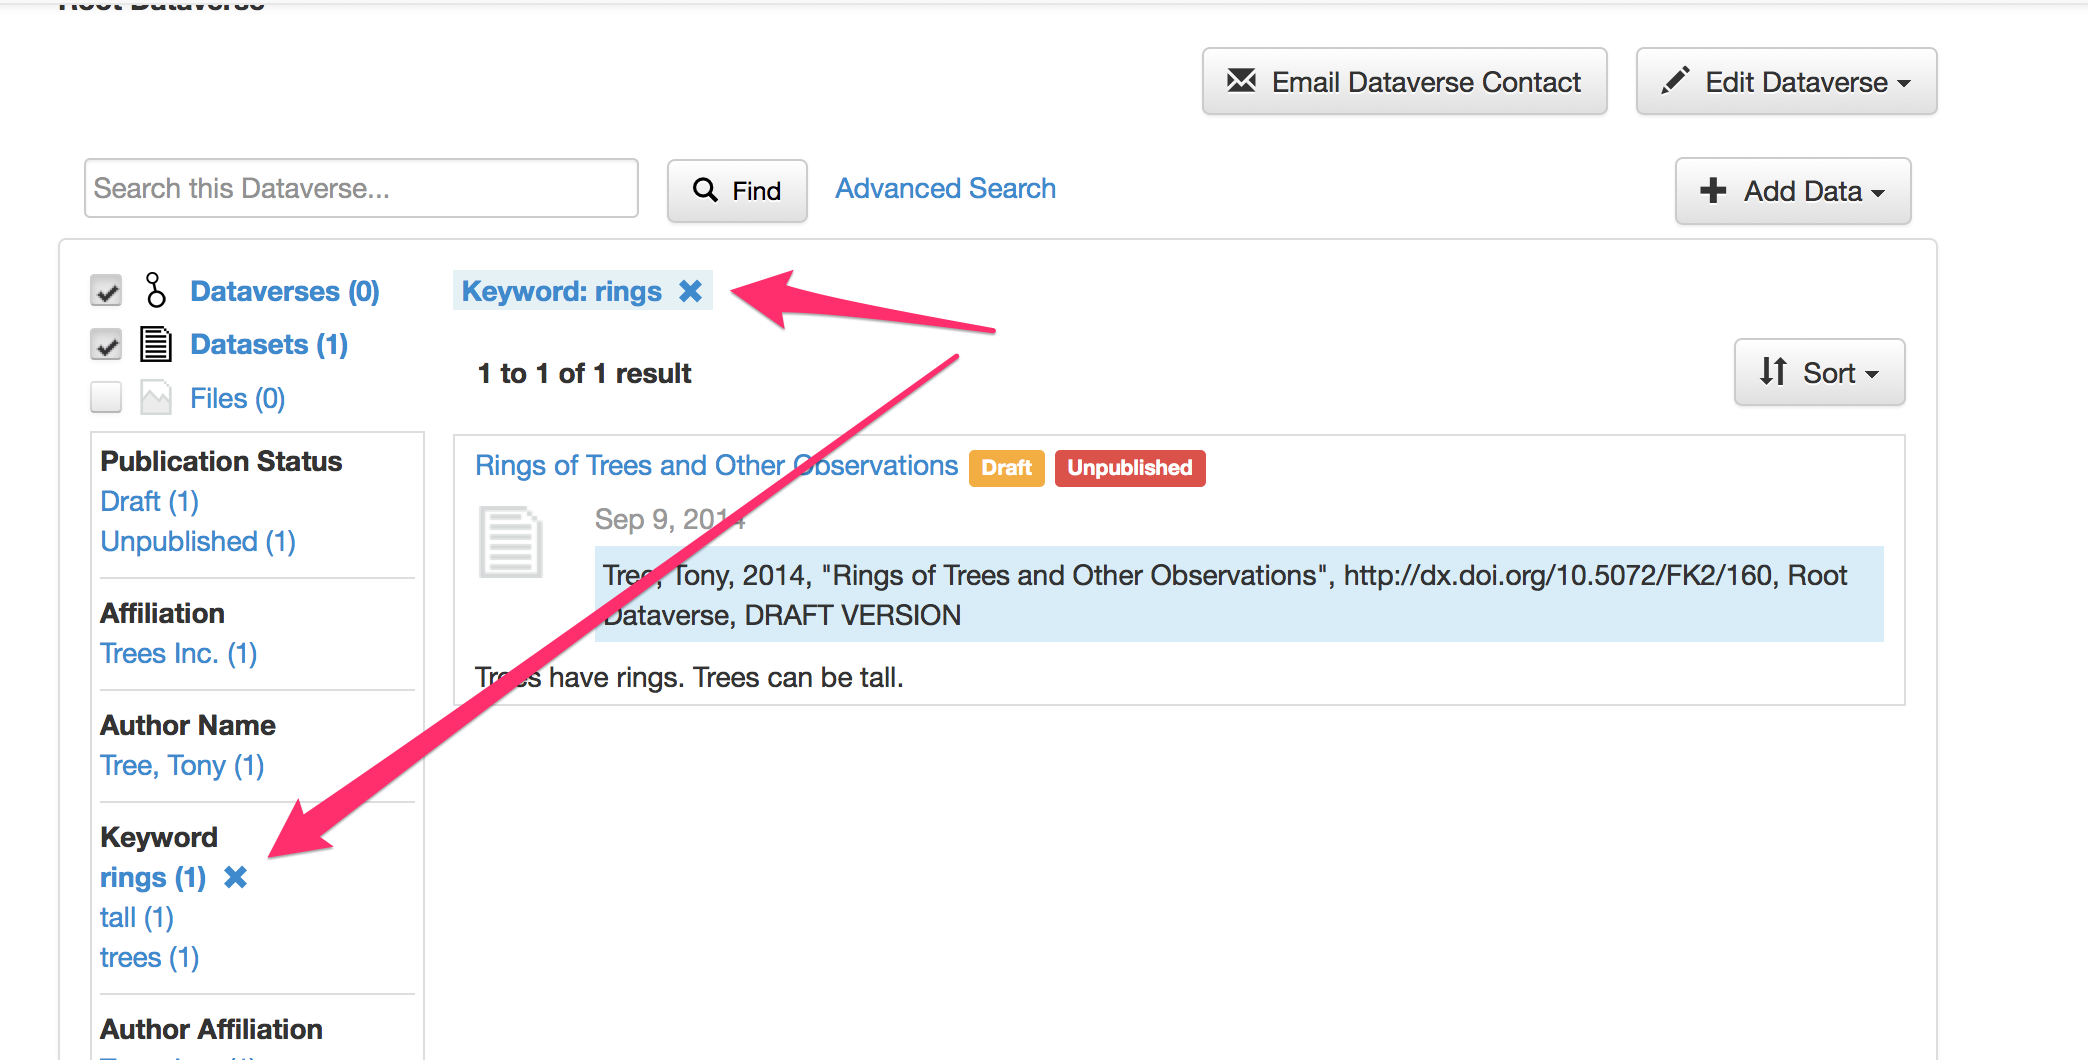 Root Dataverse
Email Dataverse Contact
Edit Dataverse
Search this Dataverse...
Find
Advanced Search
Add Data
Dataverses (0)
Datasets (1)
Files (0)
Keyword: rings
1 to 1 of 1 result
Sort
Publication Status
Draft (1)
Unpublished (1)
Affiliation
Trees Inc. (1)
Author Name
Tree, Tony (1)
Keyword
rings (1)
tall (1)
trees (1)
Author Affiliation
Rings of Trees and Other Observations Draft Unpublished
Sep 9, 2014
Tree, Tony, 2014, "Rings of Trees and Other Observations", http://dx.doi.org/10.5072/FK2/160, Root
Dataverse, DRAFT VERSION
Trees have rings. Trees can be tall.